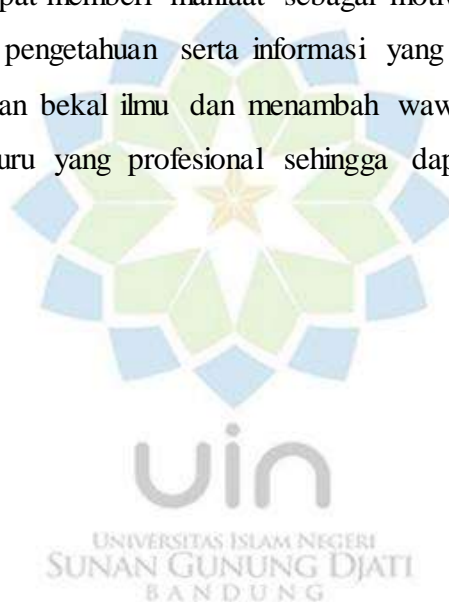 pat memberi manfaat sebagai motiv
pengetahuan serta informasi yang
an bekal ilmu dan menambah waw
uru yang profesional sehingga dap
uin
UNIVERSITAS ISLAM NEGERI
SUNAN GUNUNG DJATI
BANDUNG